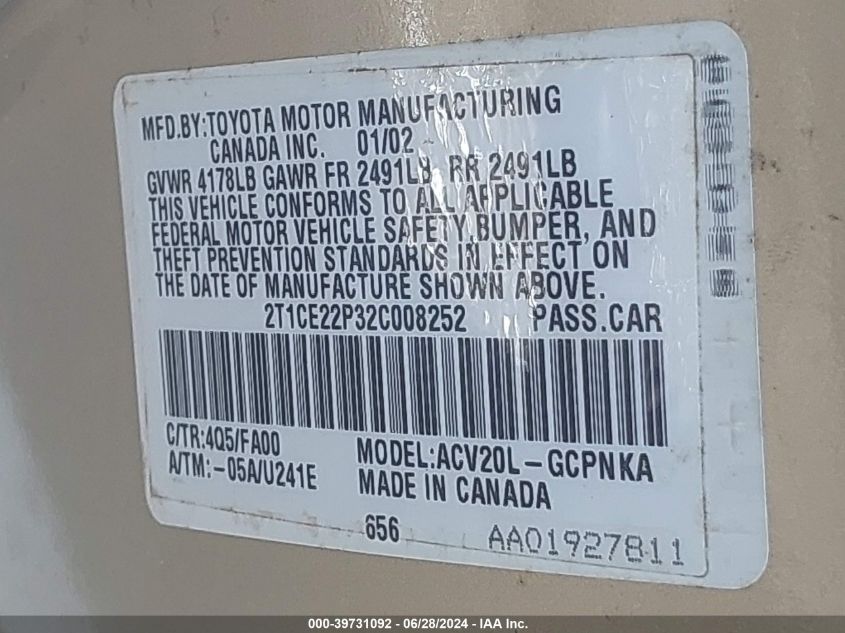 MFD.BY:TOYOTA MOTOR MANUFACTURING
CANADA INC. 01/02
GVWR 4178LB GAWR FR 2491LB RR 2491LB
THIS VEHICLE CONFORMS TO ALL APPLICABLE
FEDERAL MOTOR VEHICLE SAFETY,BUMPER, AND
THEFT PREVENTION STANDARDS IN EFFECT ON
THE DATE OF MANUFACTURE SHOWN ABOVE.
2T1CE22P32C008252 PASS.CAR
C/TR:4Q5/FA00
A/TM:-05A/U241E
MODEL:ACV20L-GCPNKA
MADE IN CANADA
656
AA01927811
000-39731092 - 06/28/2024 - IAA Inc.